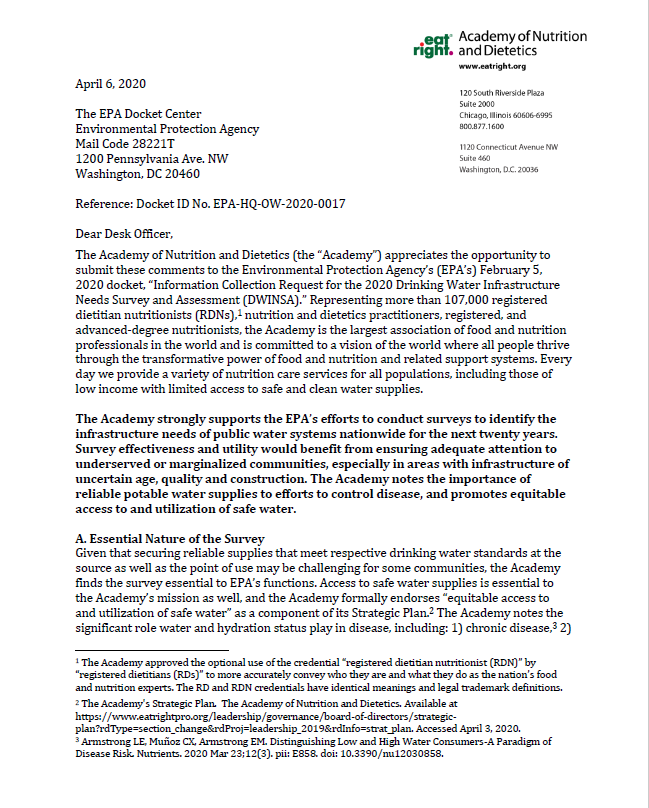 eat right. Academy of Nutrition and Dietetics
www.eatright.org
April 6, 2020
120 South Riverside Plaza
Suite 2000
Chicago, Illinois 60606-6995
800.877.1600
1120 Connecticut Avenue NW
Suite 460
Washington, D.C. 20036
The EPA Docket Center
Environmental Protection Agency
Mail Code 28221T
1200 Pennsylvania Ave. NW
Washington, DC 20460
Reference: Docket ID No. EPA-HQ-OW-2020-0017
Dear Desk Officer,
The Academy of Nutrition and Dietetics (the “Academy”) appreciates the opportunity to
submit these comments to the Environmental Protection Agency’s (EPA’s) February 5,
2020 docket, “Information Collection Request for the 2020 Drinking Water Infrastructure
Needs Survey and Assessment (DWINSA).” Representing more than 107,000 registered
dietitian nutritionists (RDNs),¹ nutrition and dietetics practitioners, registered, and
advanced-degree nutritionists, the Academy is the largest association of food and nutrition
professionals in the world and is committed to a vision of the world where all people thrive
through the transformative power of food and nutrition and related support systems. Every
day we provide a variety of nutrition care services for all populations, including those of
low income with limited access to safe and clean water supplies.
The Academy strongly supports the EPA’s efforts to conduct surveys to identify the
infrastructure needs of public water systems nationwide for the next twenty years.
Survey effectiveness and utility would benefit from ensuring adequate attention to
underserved or marginalized communities, especially in areas with infrastructure of
uncertain age, quality and construction. The Academy notes the importance of
reliable potable water supplies to efforts to control disease, and promotes equitable
access to and utilization of safe water.
A. Essential Nature of the Survey
Given that securing reliable supplies that meet respective drinking water standards at the
source as well as the point of use may be challenging for some communities, the Academy
finds the survey essential to EPA’s functions. Access to safe water supplies is essential to
the Academy’s mission as well, and the Academy formally endorses “equitable access to
and utilization of safe water” as a component of its Strategic Plan.² The Academy notes the
significant role water and hydration status play in disease, including: 1) chronic disease,³ 2)
¹ The Academy approved the optional use of the credential “registered dietitian nutritionist (RDN)” by
“registered dietitians (RDs)” to more accurately convey who they are and what they do as the nation’s food
and nutrition experts. The RD and RDN credentials have identical meanings and legal trademark definitions.
² The Academy’s Strategic Plan. The Academy of Nutrition and Dietetics. Available at
https://www.eatrightpro.org/leadership/governance/board-of-directors/strategic-
plan?rdType=section_change&rdProj=leadership_2019&rdInfo=strat_plan. Accessed April 3, 2020.
³ Armstrong LE, Muñoz CX, Armstrong EM. Distinguishing Low and High Water Consumers-A Paradigm of
Disease Risk. Nutrients. 2020 Mar 23;12(3). pii: E858. doi: 10.3390/nu12030858.